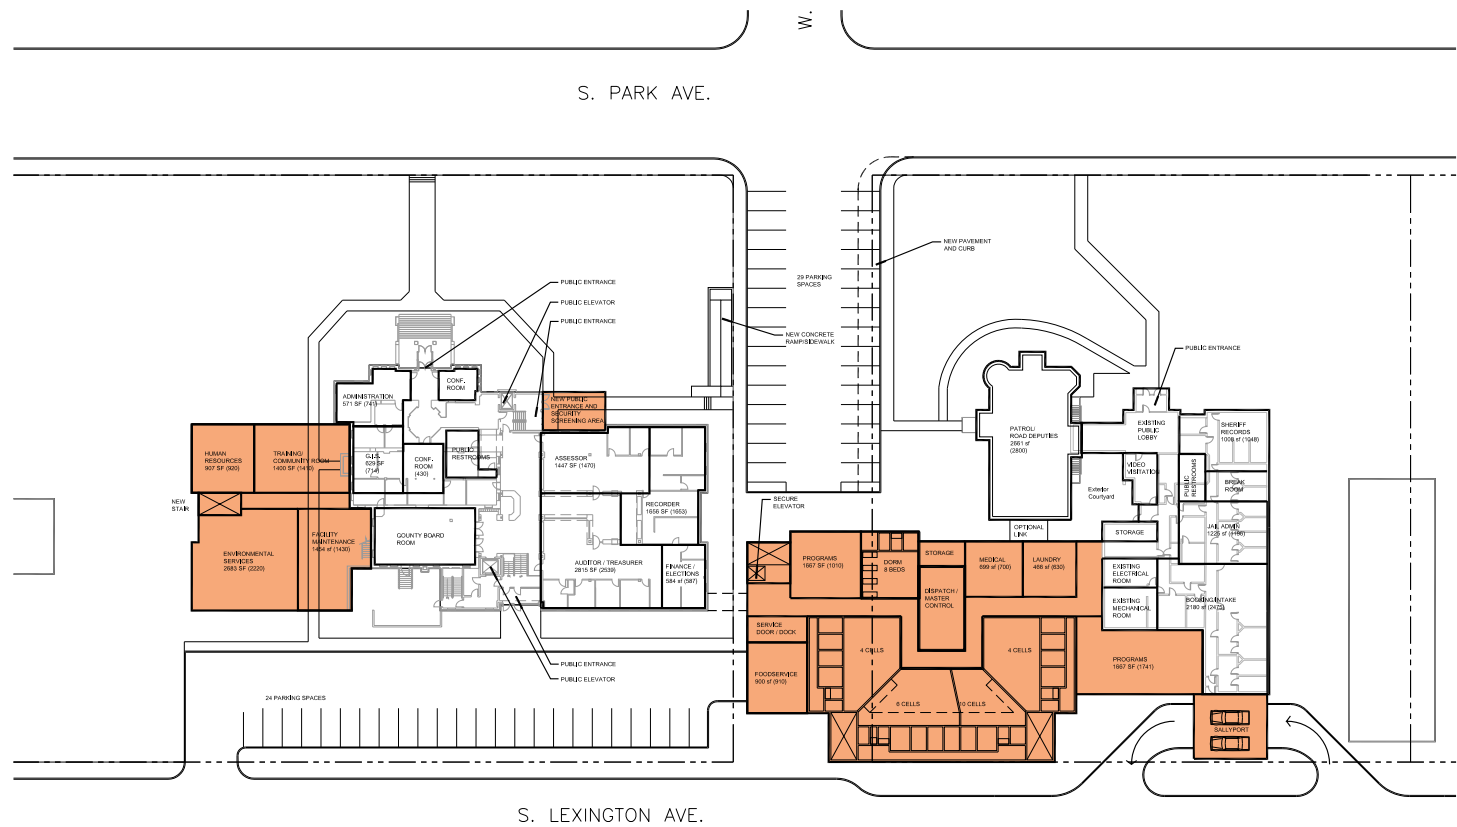 W.
S. PARK AVE.
NEW PAVEMENT
AND CURB
29 PARKING
SPACES
PUBLIC ENTRANCE
PUBLIC ELEVATOR
PUBLIC ENTRANCE
NEW CONCRETE
RAMP/SIDEWALK
PUBLIC ENTRANCE
CONF.
ROOM
ADMINISTRATION
571 SF (741)
NEW PUBLIC
ENTRANCE AND
SECURITY
SCREENING AREA
HUMAN
RESOURCES
907 SF (920)
TRAINING/
COMMUNITY ROOM
1400 SF (1410)
G.I.S.
629 SF
(714)
CONF.
ROOM
(430)
PUBLIC
RESTROOMS
ASSESSOR
1447 SF (1470)
RECORDER
1656 SF (1653)
NEW
STAIR
ENVIRONMENTAL
SERVICES
2683 SF (2220)
FACILITY
MAINTENANCE
1464 sf (1430)
COUNTY BOARD
ROOM
AUDITOR / TREASURER
2815 SF (2539)
FINANCE /
ELECTIONS
584 sf (587)
PUBLIC ENTRANCE
PUBLIC ELEVATOR
24 PARKING SPACES
SECURE
ELEVATOR
PATROL/
ROAD DEPUTIES
2661 sf
(2800)
EXISTING
PUBLIC
LOBBY
SHERIFF
RECORDS
1008 sf (1048)
VIDEO
VISITATION
PUBLIC
RESTROOMS
BREAK
ROOM
Exterior
Courtyard
OPTIONAL
LINK
STORAGE
JAIL ADMIN
PROGRAMS
1667 SF (1010)
DORM
8 BEDS
STORAGE
MEDICAL
699 sf (700)
LAUNDRY
466 sf (630)
EXISTING
ELECTRICAL
ROOM
DISPATCH /
MASTER
CONTROL
EXISTING
MECHANICAL
ROOM
BOOKING/INTAKE
2180 sf (2475)
SERVICE
DOOR / DOCK
4 CELLS
4 CELLS
PROGRAMS
1667 SF (1741)
FOODSERVICE
900 sf (910)
6 CELLS
10 CELLS
SALLYPORT
S. LEXINGTON AVE.